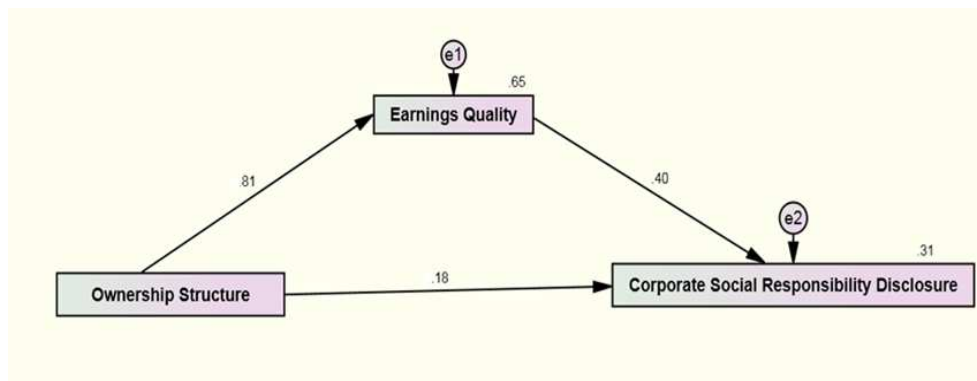 e1
.65
Earnings Quality
.81
.40
e2
.31
Ownership Structure
.18
Corporate Social Responsibility Disclosure